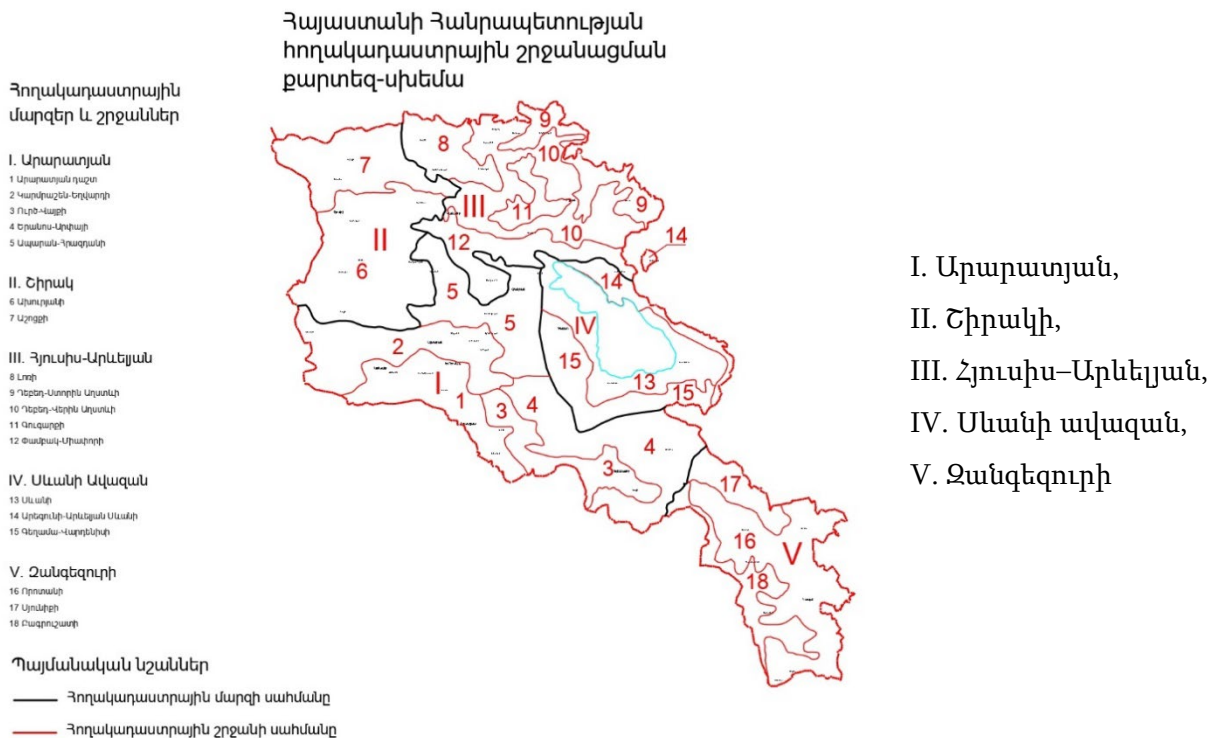 Հայաստանի Հանրապետության
հողակադաստրային շրջանացման
քարտեզ-սխեմա
Հողակադաստրային
մարզեր և շրջաններ
I. Արարատյան
1 Արարատյան դաշտ
2 Կարմրաշեն-Եղվարդի
3 Ուրծ-Վայքի
4 Երանոս-Արփայի
5 Ապարան-Հրազդանի
II. Շիրակ
6 Ախուրյանի
7 Աշոցքի
III. Հյուսիս-Արևելյան
8 Լոռի
9 Դեբեդ-Ստորին Աղստևի
10 Դեբեդ-Վերին Աղստևի
11 Գուգարքի
12 Փամբակ-Միափորի
IV. Սևանի Ավազան
13 Սևանի
14 Արեգունի-Արևելյան Սևանի
15 Գեղամա-Վարդենիսի
V. Զանգեզուրի
16 Որոտանի
17 Սյունիքի
18 Բագրուշատի
Պայմանական նշաններ
Հողակադաստրային մարզի սահմանը
Հողակադաստրային շրջանի սահմանը
9
8
10
7
III
11
9
10
14
12
II
6
14
5
5
IV
2
15
I
13
1
3
4
15
4
3
17
16
V
18
I. Արարատյան,
II. Շիրակի,
III. Հյուսիս–Արևելյան,
IV. Սևանի ավազան,
V. Զանգեզուրի